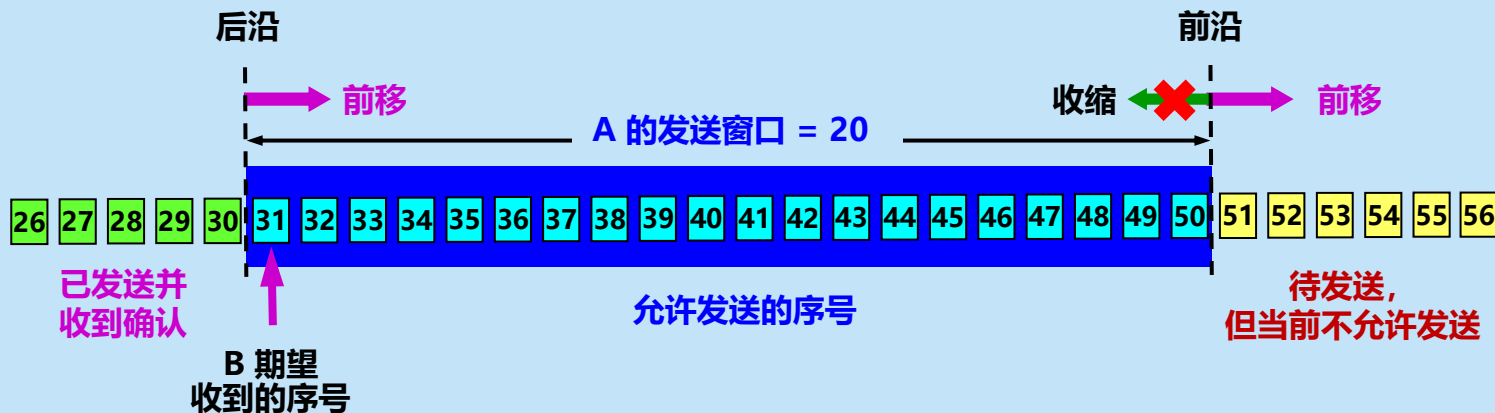 后沿
前沿
前移
收缩
前移
A 的发送窗口 = 20
26 27 28 29 30 31 32 33 34 35 36 37 38 39 40 41 42 43 44 45 46 47 48 49 50 51 52 53 54 55 56
已发送并
收到确认
允许发送的序号
待发送，
但当前不允许发送
B 期望
收到的序号